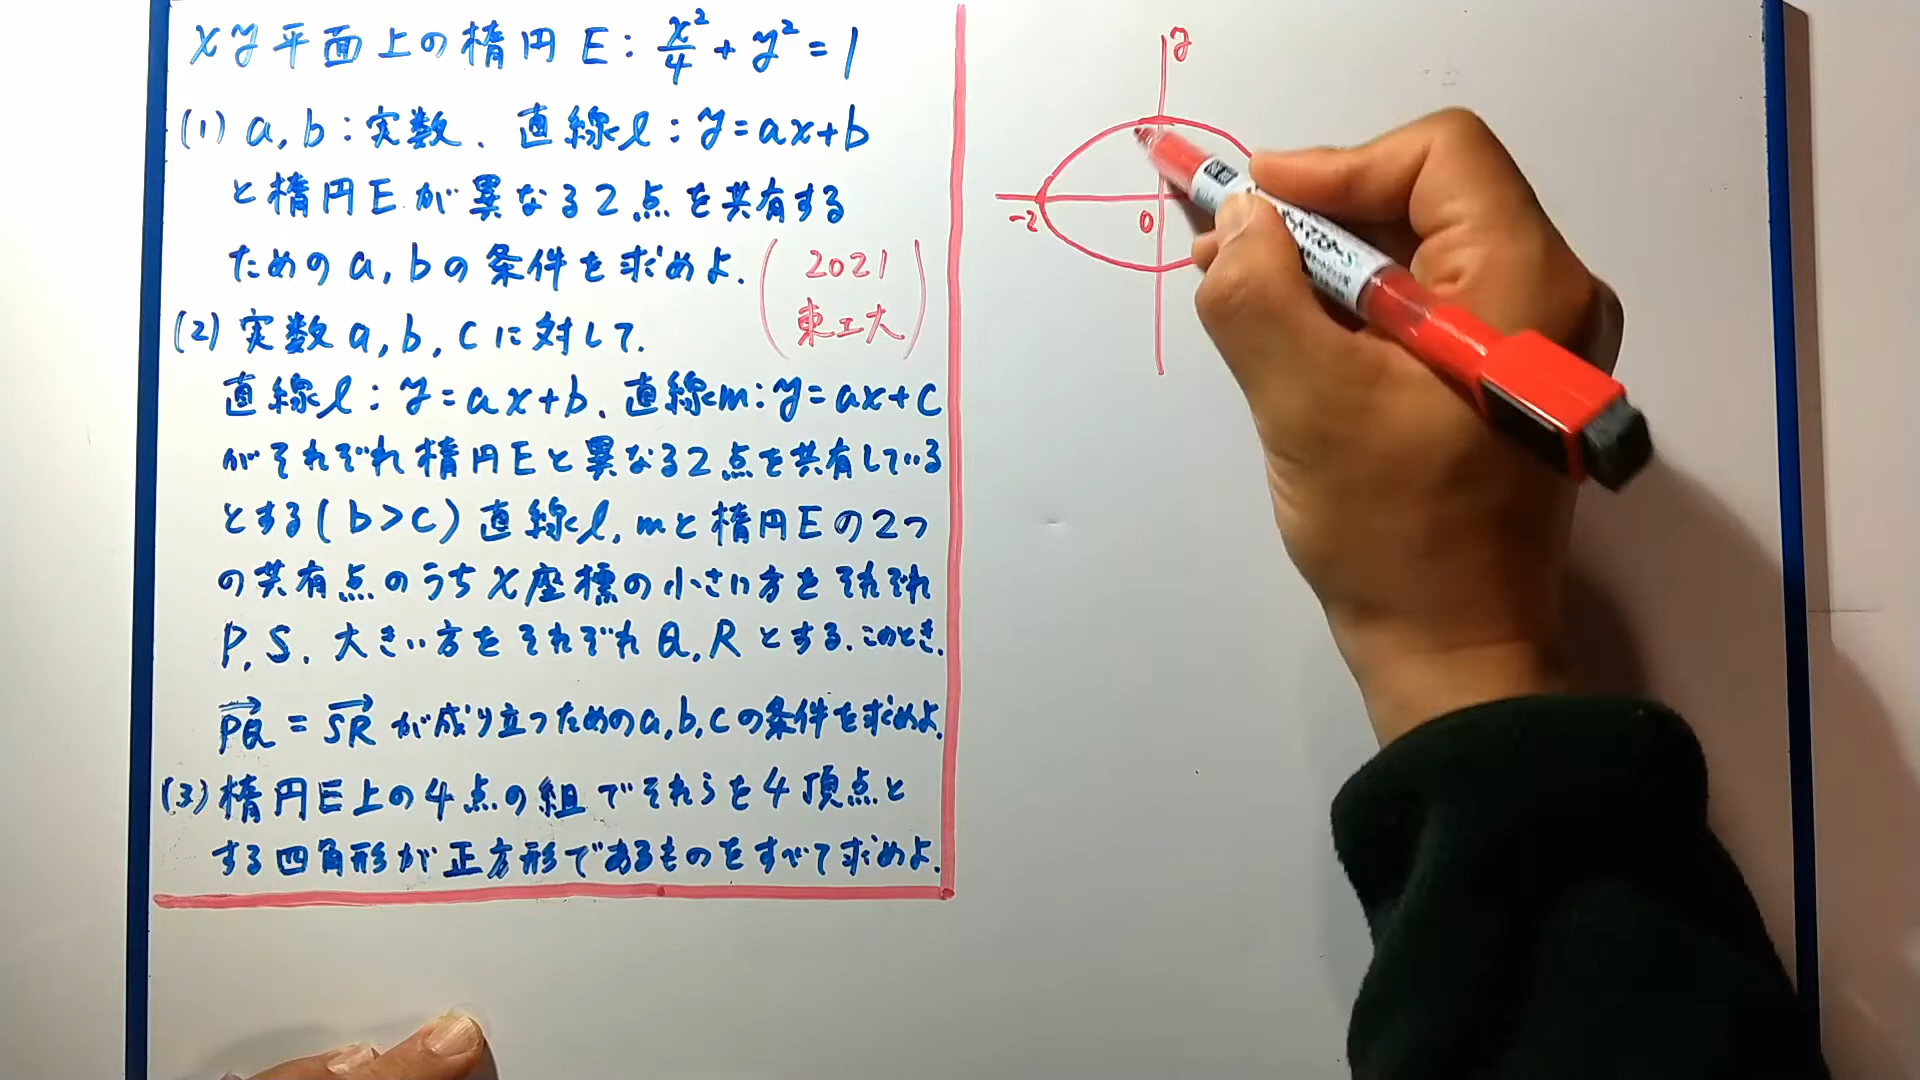 xy平面上の楕円E: x²/4 + y² = 1
(1) a, b : 実数. 直線l : y=ax+b
と楕円Eが異なる2点を共有する
ためのa, bの条件を求めよ.
(2021
東工大)
(2) 実数a, b, cに対して.
直線l : y=ax+b、直線m : y=ax+c
がそれぞれ楕円Eと異なる2点を共有している
とする(b>c) 直線l, mと楕円Eの2つ
の共有点のうちx座標の小さい方をそれぞれ
P, S. 大きい方をそれぞれQ, Rとする.このとき.
→PQ = →SR が成り立つためのa, b, cの条件を求めよ.
(3) 楕円E上の4点の組でそれらを4頂点と
する四角形が正方形であるものをすべて求めよ.
y
-2
0